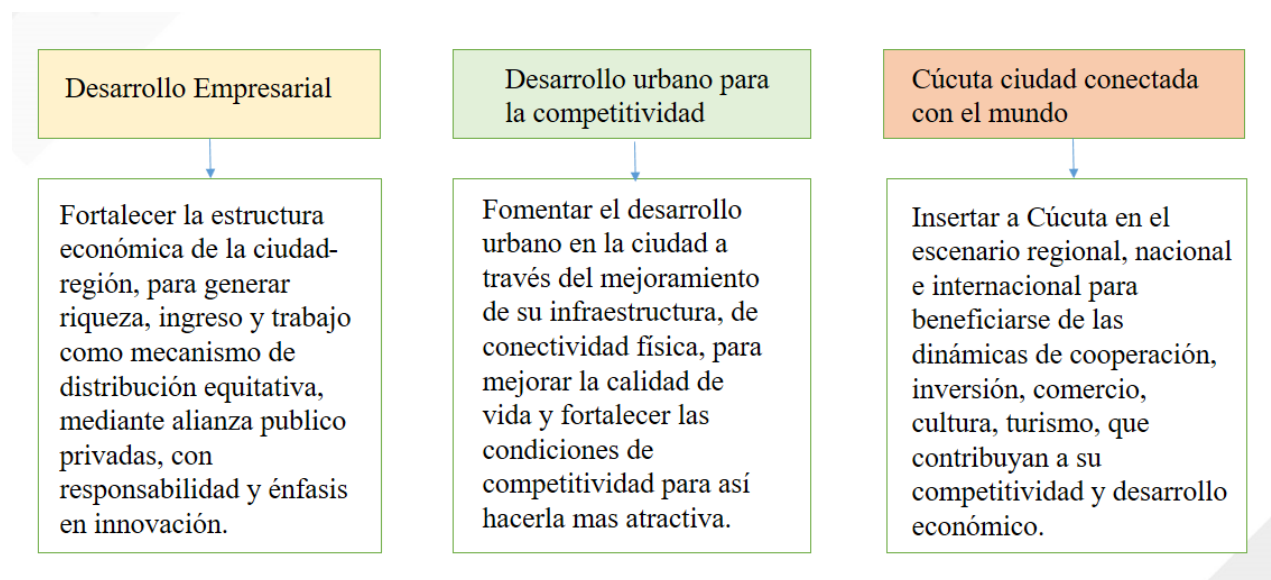 Desarrollo Empresarial
Fortalecer la estructura
económica de la ciudad-
región, para generar
riqueza, ingreso y trabajo
como mecanismo de
distribución equitativa,
mediante alianza publico
privadas, con
responsabilidad y énfasis
en innovación.
Desarrollo urbano para
la competitividad
Fomentar el desarrollo
urbano en la ciudad a
través del mejoramiento
de su infraestructura, de
conectividad física, para
mejorar la calidad de
vida y fortalecer las
condiciones de
competitividad para así
hacerla mas atractiva.
Cúcuta ciudad conectada
con el mundo
Insertar a Cúcuta en el
escenario regional, nacional
e internacional para
beneficiarse de las
dinámicas de cooperación,
inversión, comercio,
cultura, turismo, que
contribuyan a su
competitividad y desarrollo
económico.